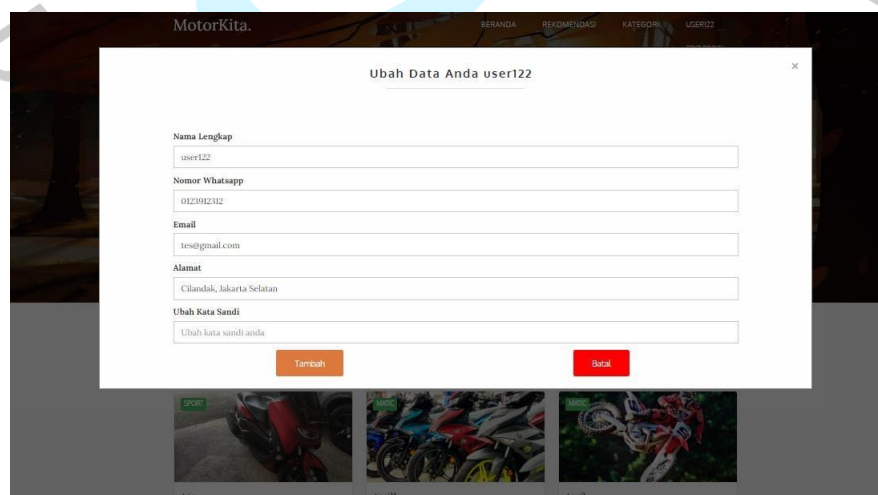 MotorKita.
BERANDA REKOMENDASI KATEGORI USER122
Ubah Data Anda user122
×
Nama Lengkap
user122
Nomor Whatsapp
0123912312
Email
tes@gmail.com
Alamat
Cilandak, Jakarta Selatan
Ubah Kata Sandi
Ubah kata sandi anda
Tambah Batal
SPORT MATIC MATIC